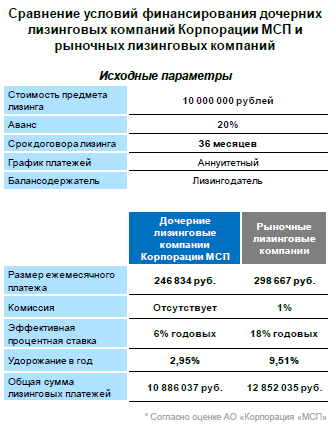 Сравнение условий финансирования дочерних
лизинговых компаний Корпорации МСП и
рыночных лизинговых компаний
Исходные параметры
Стоимость предмета
лизинга
10 000 000 рублей
Аванс
20%
Срок договора лизинга
36 месяцев
График платежей
Аннуитетный
Балансодержатель
Лизингодатель
Дочерние
лизинговые
компании
Корпорации МСП
Рыночные
лизинговые
компании
Размер ежемесячного
платежа
246 834 руб.
298 667 руб.
Комиссия
Отсутствует
1%
Эффективная
процентная ставка
6% годовых
18% годовых
Удорожание в год
2,95%
9,51%
Общая сумма
лизинговых платежей
10 886 037 руб.
12 852 035 руб.
* Согласно оценке АО «Корпорация «МСП»